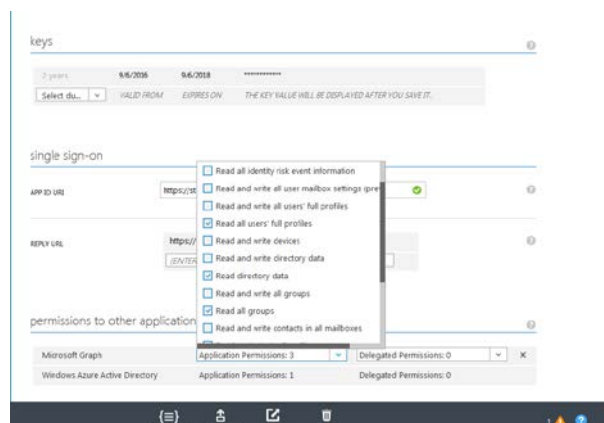 keys
2 years 9/6/2016 9/6/2018 ************
Select du... VALID FROM EXPIRES ON THE KEY VALUE WILL BE DISPLAYED AFTER YOU SAVE IT.
single sign-on
Read all identity risk event information
APP ID URI https://st Read and write all user mailbox settings (prev
Read and write all users' full profiles
Read all users' full profiles
REPLY URL https:// Read and write devices
(ENTER Read and write directory data
Read directory data
Read and write all groups
Read all groups
permissions to other application Read and write contacts in all mailboxes
Microsoft Graph Application Permissions: 3 Delegated Permissions: 0
Windows Azure Active Directory Application Permissions: 1 Delegated Permissions: 0